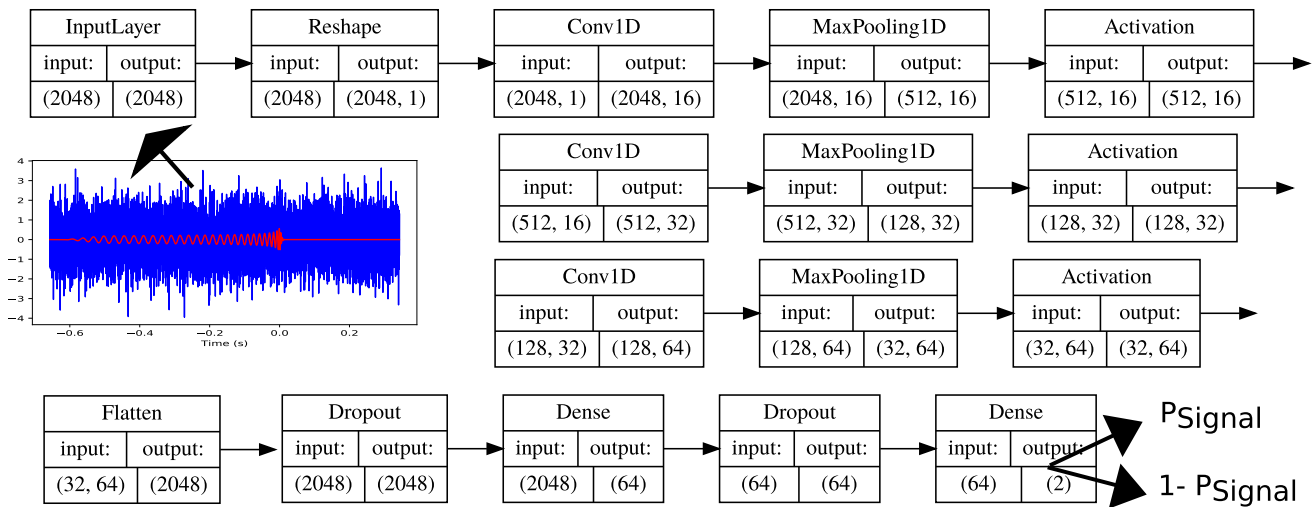 InputLayer
input: output:
(2048) (2048)
Reshape
input: output:
(2048) (2048, 1)
Conv1D
input: output:
(2048, 1) (2048, 16)
MaxPooling1D
input: output:
(2048, 16) (512, 16)
Activation
input: output:
(512, 16) (512, 16)
Conv1D
input: output:
(512, 16) (512, 32)
MaxPooling1D
input: output:
(512, 32) (128, 32)
Activation
input: output:
(128, 32) (128, 32)
4
3
2
1
0
−1
−2
−3
−4
−0.6 −0.4 −0.2 0.0 0.2
Time (s)
Conv1D
input: output:
(128, 32) (128, 64)
MaxPooling1D
input: output:
(128, 64) (32, 64)
Activation
input: output:
(32, 64) (32, 64)
Flatten
input: output:
(32, 64) (2048)
Dropout
input: output:
(2048) (2048)
Dense
input: output:
(2048) (64)
Dropout
input: output:
(64) (64)
Dense
input: output:
(64) (2)
PSignal
1- PSignal